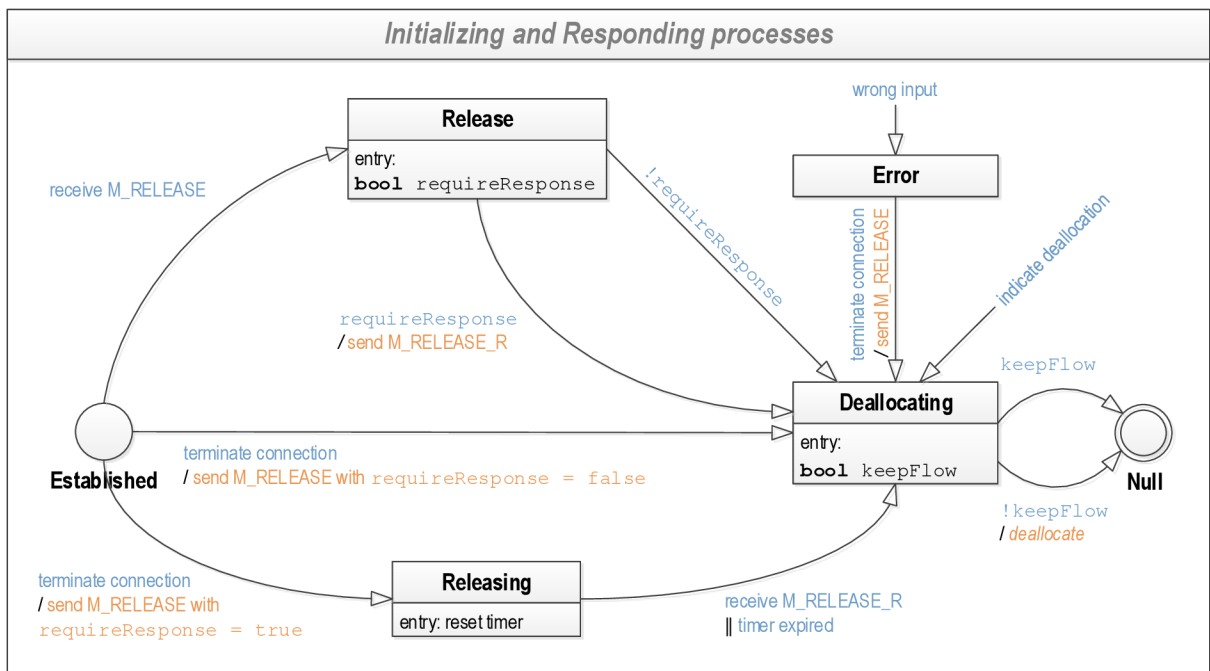 Initializing and Responding processes
wrong input
Release
entry:
bool requireResponse
receive M_RELEASE
!requireResponse
Error
terminate connection
/ send M_RELEASE
indicate deallocation
requireResponse
/ send M_RELEASE_R
keepFlow
Deallocating
entry:
bool keepFlow
Established
terminate connection
/ send M_RELEASE with requireResponse = false
Null
!keepFlow
/ deallocate
terminate connection
/ send M_RELEASE with
requireResponse = true
Releasing
entry: reset timer
receive M_RELEASE_R
|| timer expired